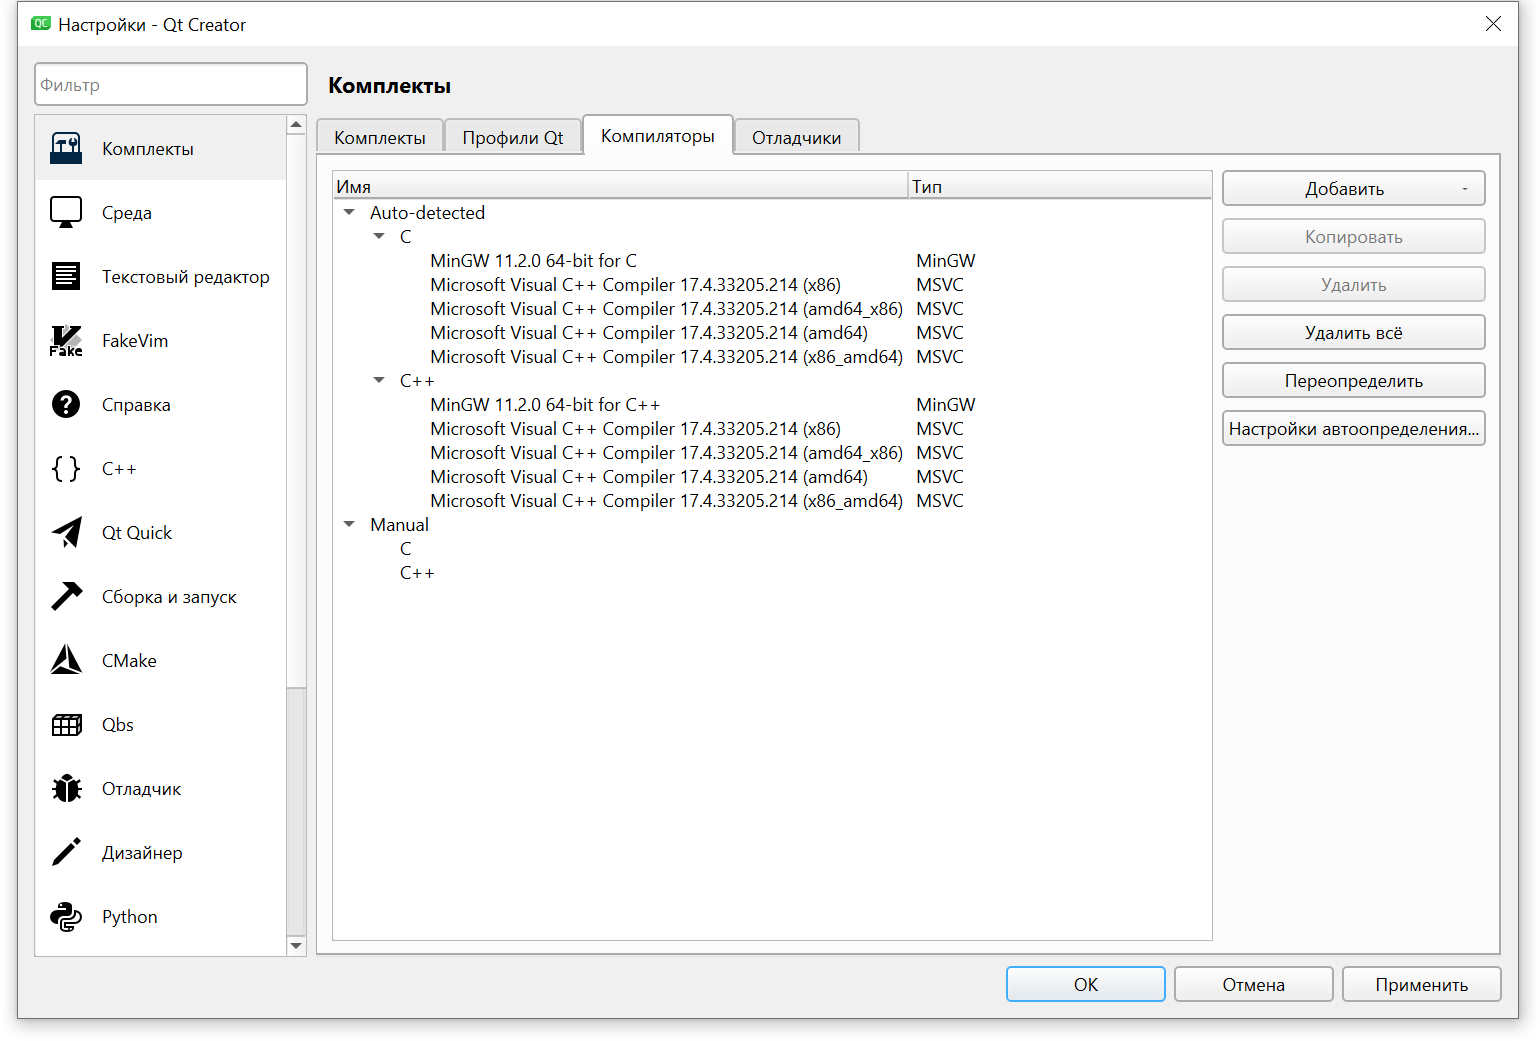 QC Настройки - Qt Creator
Фильтр
Комплекты
Среда
Текстовый редактор
Fake
FakeVim
Справка
C++
Qt Quick
Сборка и запуск
CMake
Qbs
Отладчик
Дизайнер
Python
Комплекты
Комплекты Профили Qt Компиляторы Отладчики
Имя Тип
Auto-detected
C
MinGW 11.2.0 64-bit for C MinGW
Microsoft Visual C++ Compiler 17.4.33205.214 (x86) MSVC
Microsoft Visual C++ Compiler 17.4.33205.214 (amd64_x86) MSVC
Microsoft Visual C++ Compiler 17.4.33205.214 (amd64) MSVC
Microsoft Visual C++ Compiler 17.4.33205.214 (x86_amd64) MSVC
C++
MinGW 11.2.0 64-bit for C++ MinGW
Microsoft Visual C++ Compiler 17.4.33205.214 (x86) MSVC
Microsoft Visual C++ Compiler 17.4.33205.214 (amd64_x86) MSVC
Microsoft Visual C++ Compiler 17.4.33205.214 (amd64) MSVC
Microsoft Visual C++ Compiler 17.4.33205.214 (x86_amd64) MSVC
Manual
C
C++
Добавить
Копировать
Удалить
Удалить всё
Переопределить
Настройки автоопределения...
OK Отмена Применить